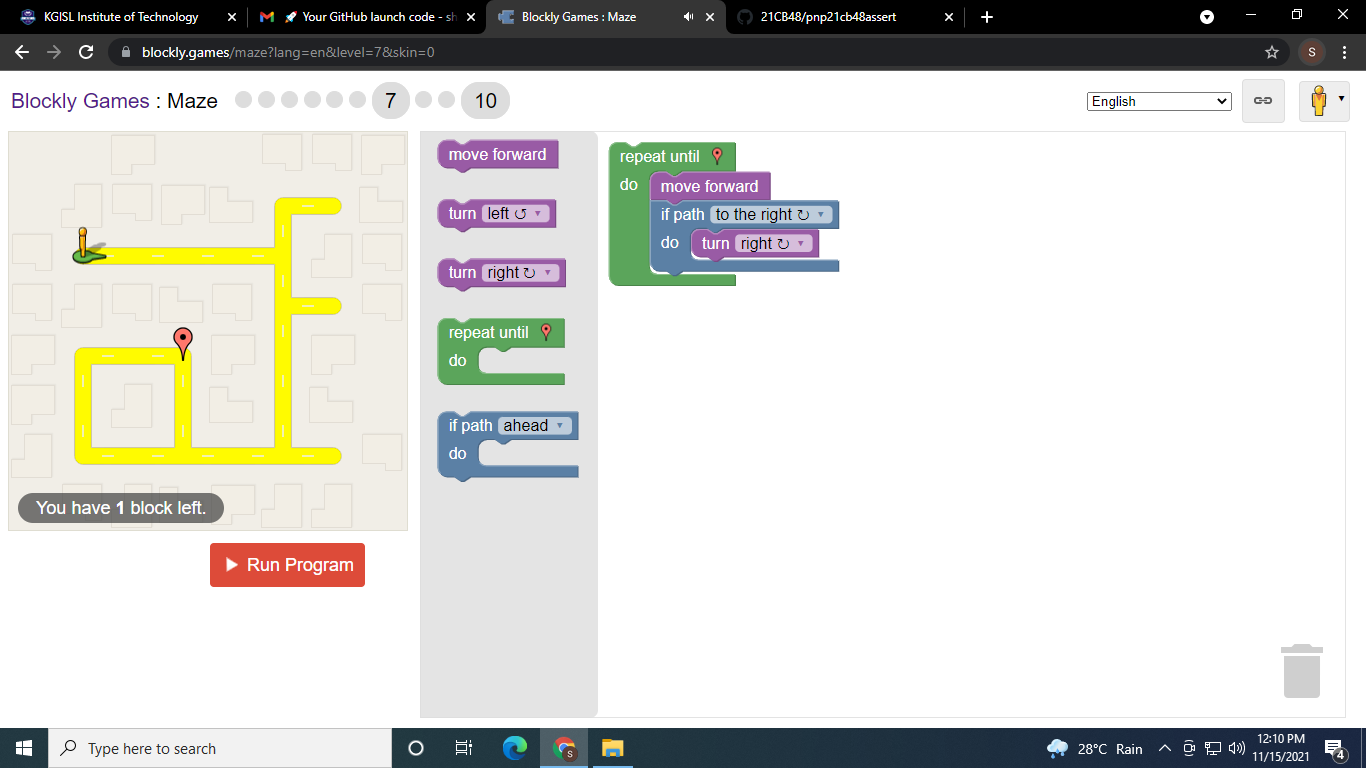 KGISL Institute of Technology
🚀 Your GitHub launch code - sh
Blockly Games : Maze
21CB48/pnp21cb48assert
blockly.games/maze?lang=en&level=7&skin=0
S
Blockly Games : Maze
7
10
English
move forward
turn left ↺
turn right ↻
repeat until
do
if path ahead
do
repeat until
do
move forward
if path to the right ↻
do
turn right ↻
You have 1 block left.
Run Program
Type here to search
S
28°C Rain
12:10 PM
11/15/2021
4